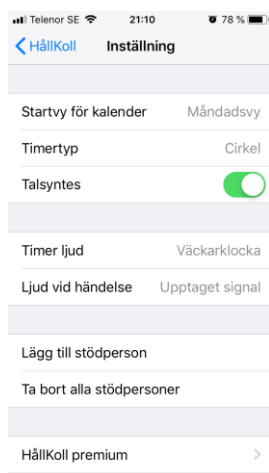 Telenor SE 21:10 78 %
HållKoll Inställning
Startvy för kalender Måndadsvy
Timertyp Cirkel
Talsyntes
Timer ljud Väckarklocka
Ljud vid händelse Upptaget signal
Lägg till stödperson
Ta bort alla stödpersoner
HållKoll premium